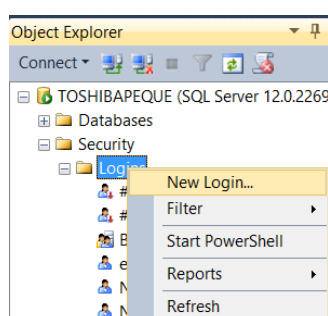 Object Explorer
Connect
TOSHIBAPEQUE (SQL Server 12.0.2269
Databases
Security
Logins
New Login...
Filter
Start PowerShell
Reports
Refresh
#
#
B
e
N
N